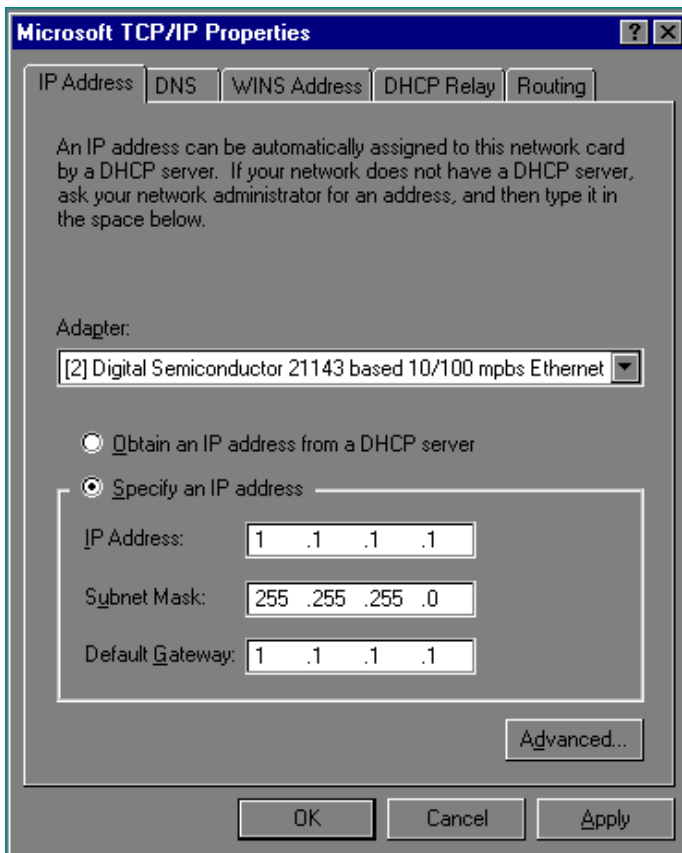 Microsoft TCP/IP Properties
IP Address DNS WINS Address DHCP Relay Routing
An IP address can be automatically assigned to this network card
by a DHCP server. If your network does not have a DHCP server,
ask your network administrator for an address, and then type it in
the space below.
Adapter:
[2] Digital Semiconductor 21143 based 10/100 mpbs Ethernet
Obtain an IP address from a DHCP server
Specify an IP address
IP Address: 1 .1 .1 .1
Subnet Mask: 255 .255 .255 .0
Default Gateway: 1 .1 .1 .1
Advanced...
OK Cancel Apply